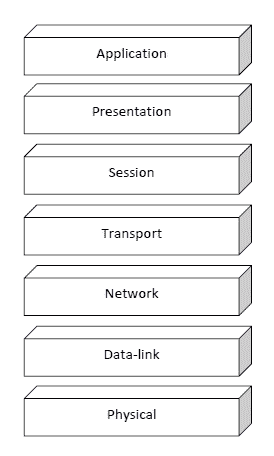 Application
Presentation
Session
Transport
Network
Data-link
Physical